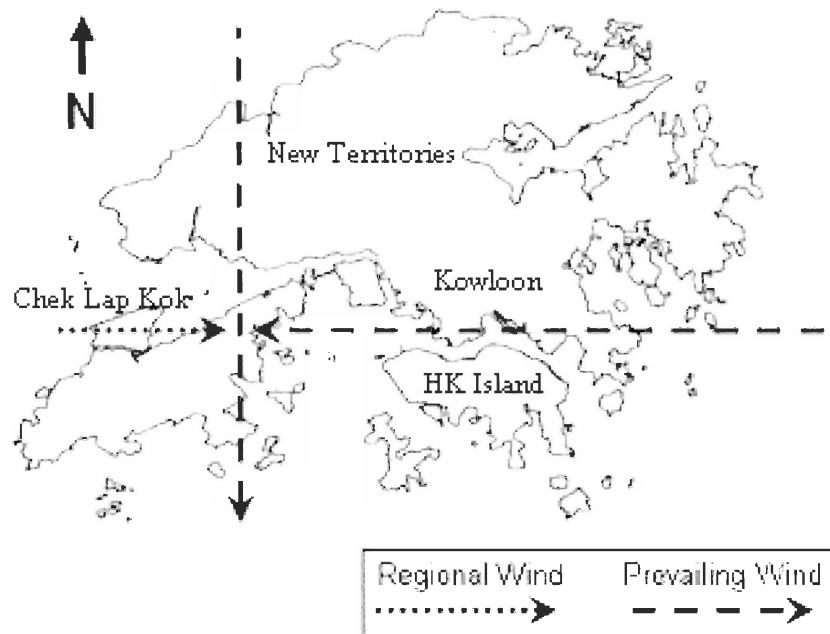 N
New Territories
Chek Lap Kok
Kowloon
HK Island
Regional Wind
Prevailing Wind